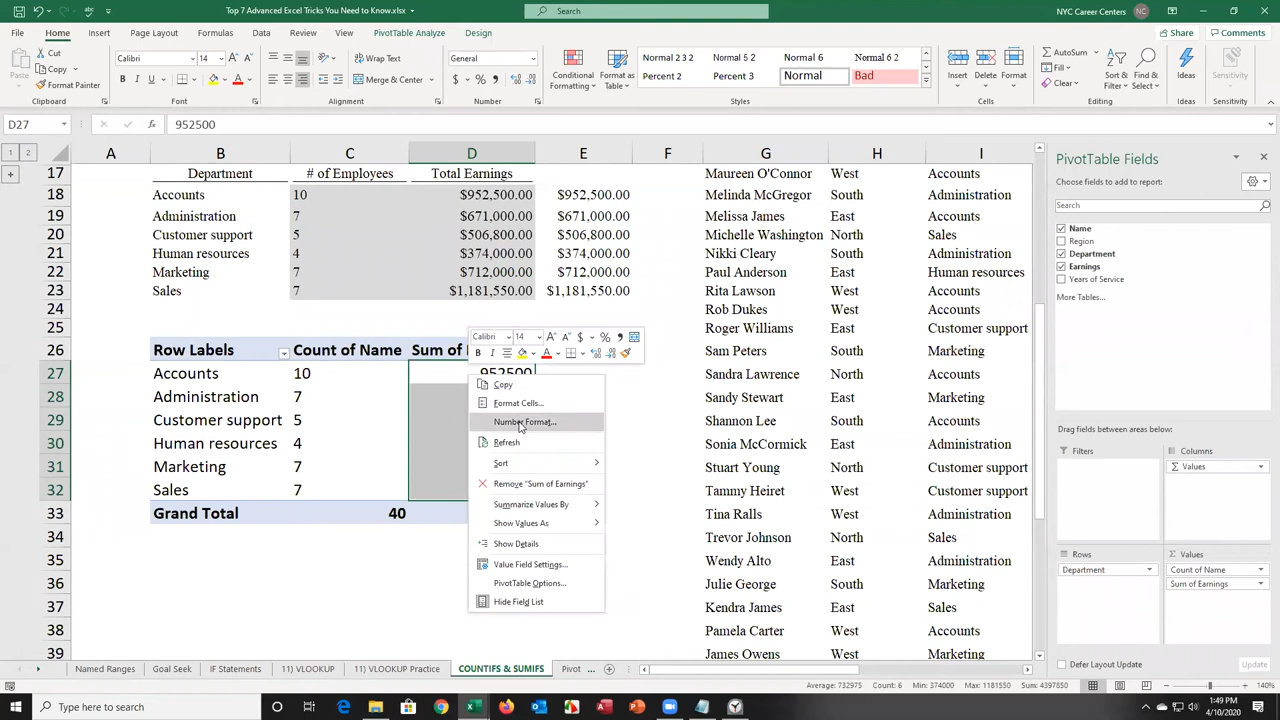 Top 7 Advanced Excel Tricks You Need to Know.xlsx
Search
NYC Career Centers
NC
File
Home
Insert
Page Layout
Formulas
Data
Review
View
PivotTable Analyze
Design
Share
Comments
Paste
Cut
Copy
Format Painter
Clipboard
Calibri
14
Font
Wrap Text
Merge & Center
Alignment
General
Number
Conditional Formatting
Format as Table
Normal 2 3 2
Normal 5 2
Normal 6
Normal 6 2
Percent 2
Percent 3
Normal
Bad
Styles
Insert
Delete
Format
Cells
AutoSum
Fill
Clear
Sort & Filter
Find & Select
Editing
Ideas
Ideas
Sensitivity
Sensitivity
D27
fx
952500
1 2
A B C D E F G H I
17 Department # of Employees Total Earnings Maureen O'Connor West Accounts
18 Accounts 10 $952,500.00 $952,500.00 Melinda McGregor South Administration
19 Administration 7 $671,000.00 $671,000.00 Melissa James East Accounts
20 Customer support 5 $506,800.00 $506,800.00 Michelle Washington North Sales
21 Human resources 4 $374,000.00 $374,000.00 Nikki Cleary South Administration
22 Marketing 7 $712,000.00 $712,000.00 Paul Anderson East Human resources
23 Sales 7 $1,181,550.00 $1,181,550.00 Rita Lawson West Accounts
24 Rob Dukes West Accounts
25 Roger Williams East Customer support
26 Row Labels Count of Name Sum of Sam Peters South Marketing
27 Accounts 10 952500 Sandra Lawrence North Accounts
28 Administration 7 Sandy Stewart East Marketing
29 Customer support 5 Shannon Lee South Accounts
30 Human resources 4 Sonia McCormick South Administration
31 Marketing 7 Stuart Young North Customer support
32 Sales 7 Tammy Heiret West Customer support
33 Grand Total 40 Tina Ralls West Accounts
34 Trevor Johnson West Administration
35 Wendy Alto East Administration
36 Julie George South Marketing
37 Kendra James East Sales
38 Pamela Carter West Accounts
39 James Owens West Marketing
Calibri 14
Copy
Format Cells...
Number Format...
Refresh
Sort
Remove "Sum of Earnings"
Summarize Values By
Show Values As
Show Details
Value Field Settings...
PivotTable Options...
Hide Field List
PivotTable Fields
Choose fields to add to report:
Search
Name
Region
Department
Earnings
Years of Service
More Tables...
Drag fields between areas below:
Filters
Columns
Values
Rows
Values
Department
Count of Name
Sum of Earnings
Defer Layout Update
Update
Named Ranges
Goal Seek
IF Statements
11) VLOOKUP
11) VLOOKUP Practice
COUNTIFS & SUMIFS
Pivot ...
Average: 732975 Count: 6 Min: 374000 Max: 1181550 Sum: 4397850
140%
Type here to search
1:49 PM
4/10/2020